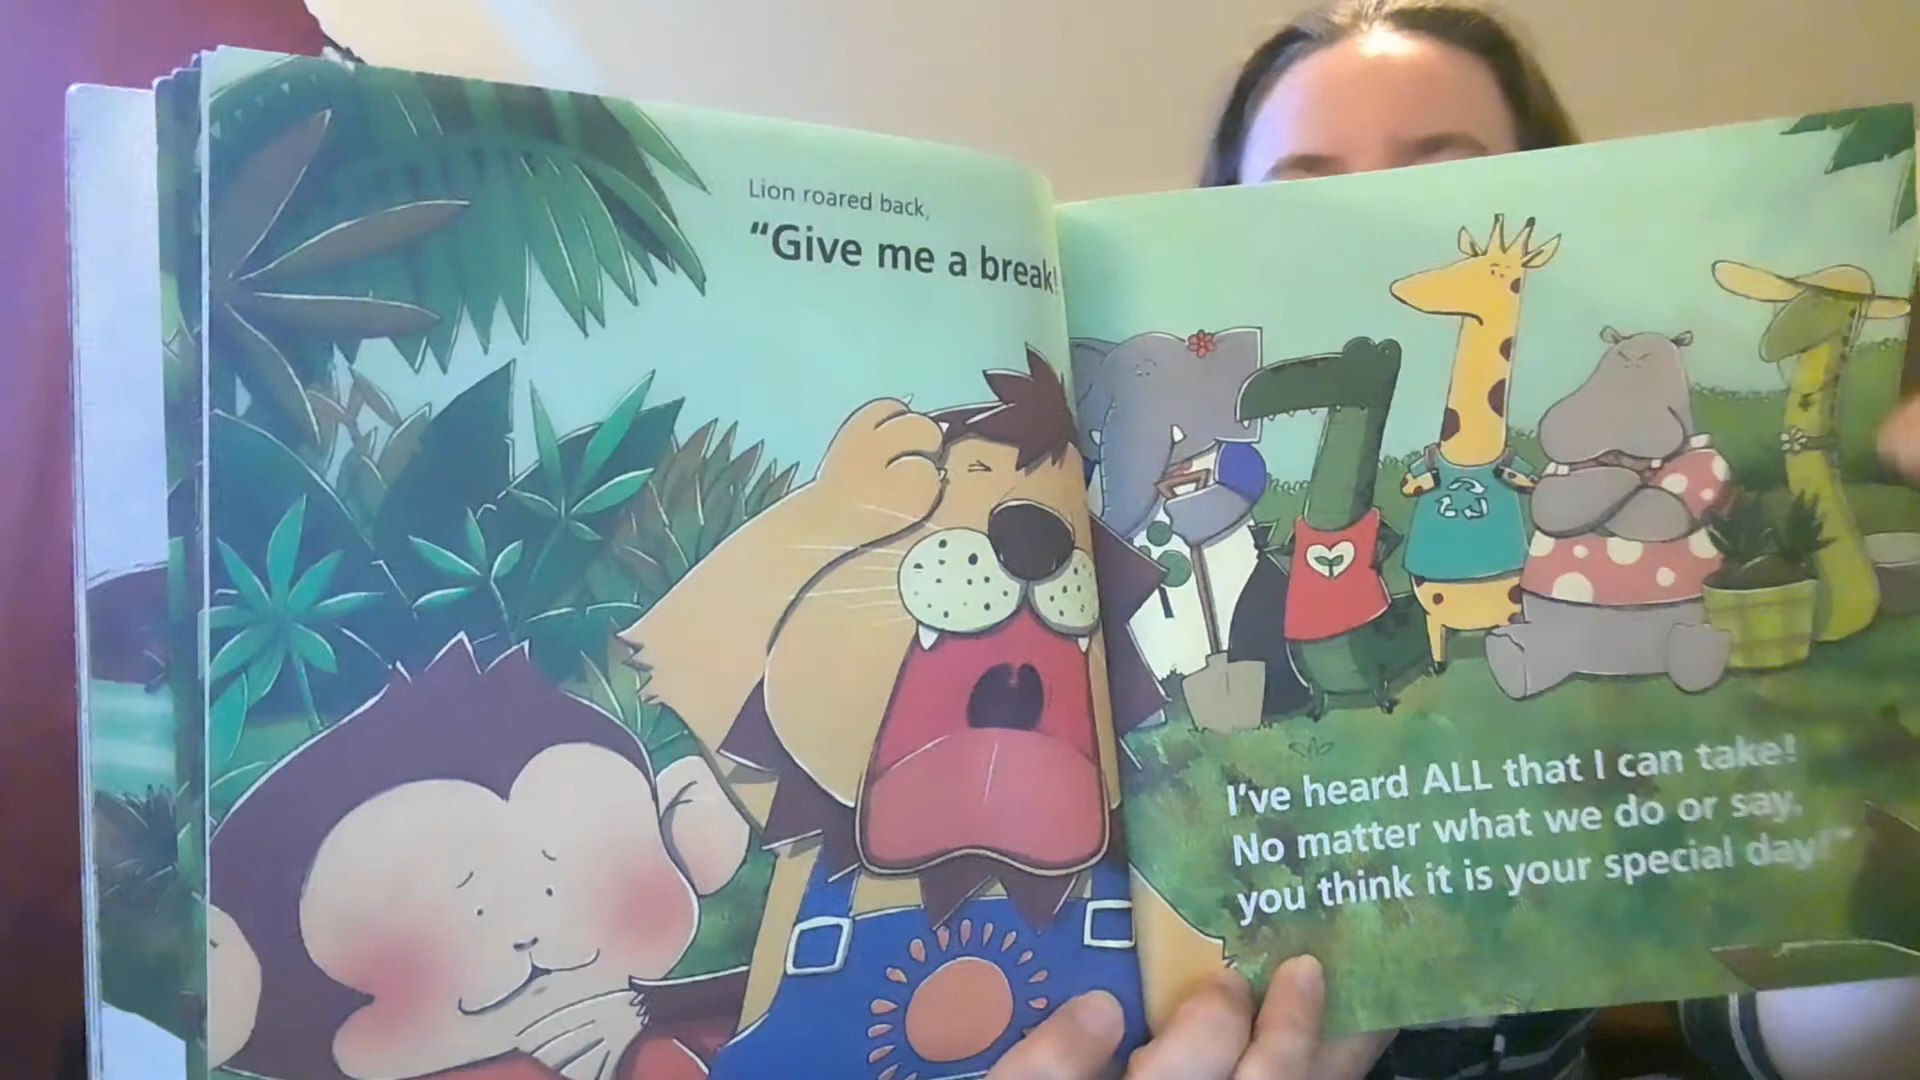 Lion roared back,
“Give me a break!
I’ve heard ALL that I can take!
No matter what we do or say,
you think it is your special day!”